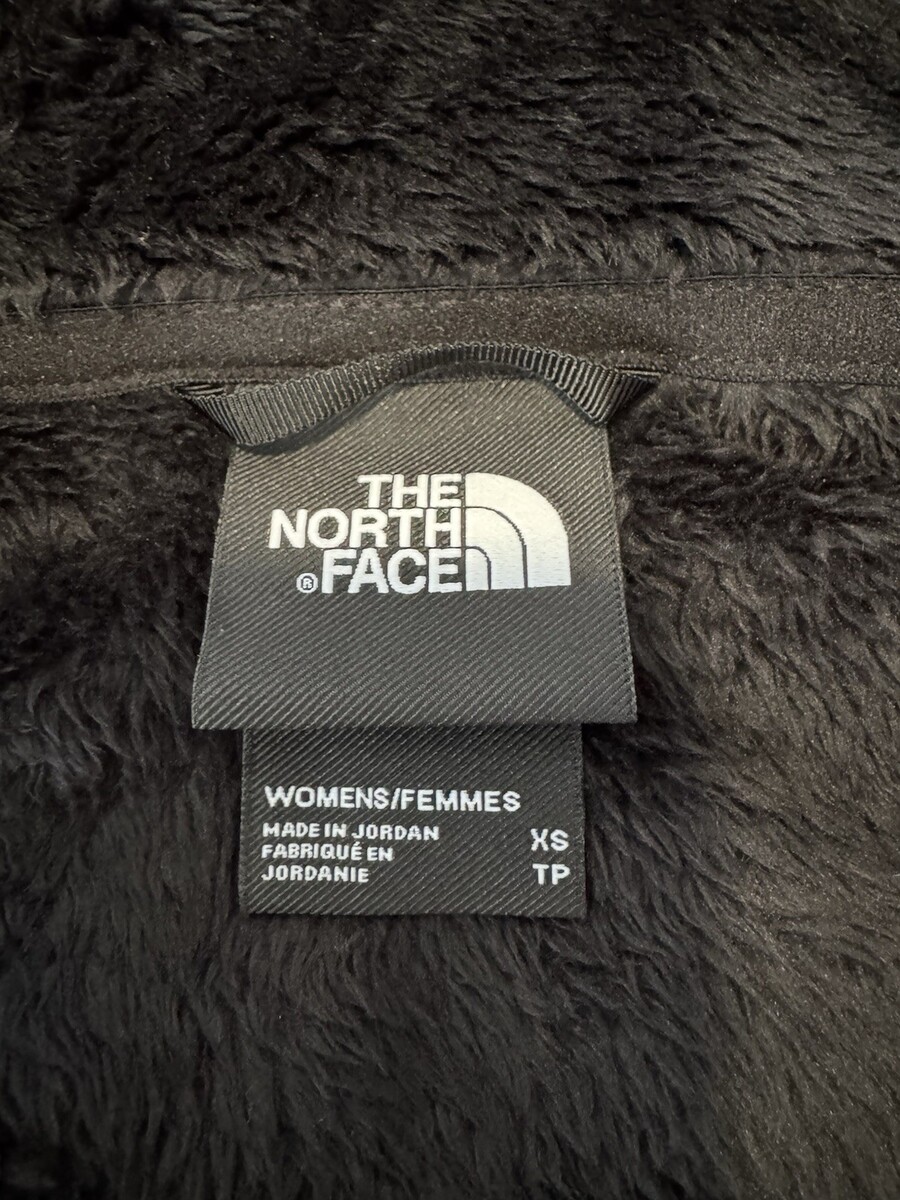 THE
NORTH
®FACE
WOMENS/FEMMES
MADE IN JORDAN
FABRIQUÉ EN
JORDANIE
XS
TP